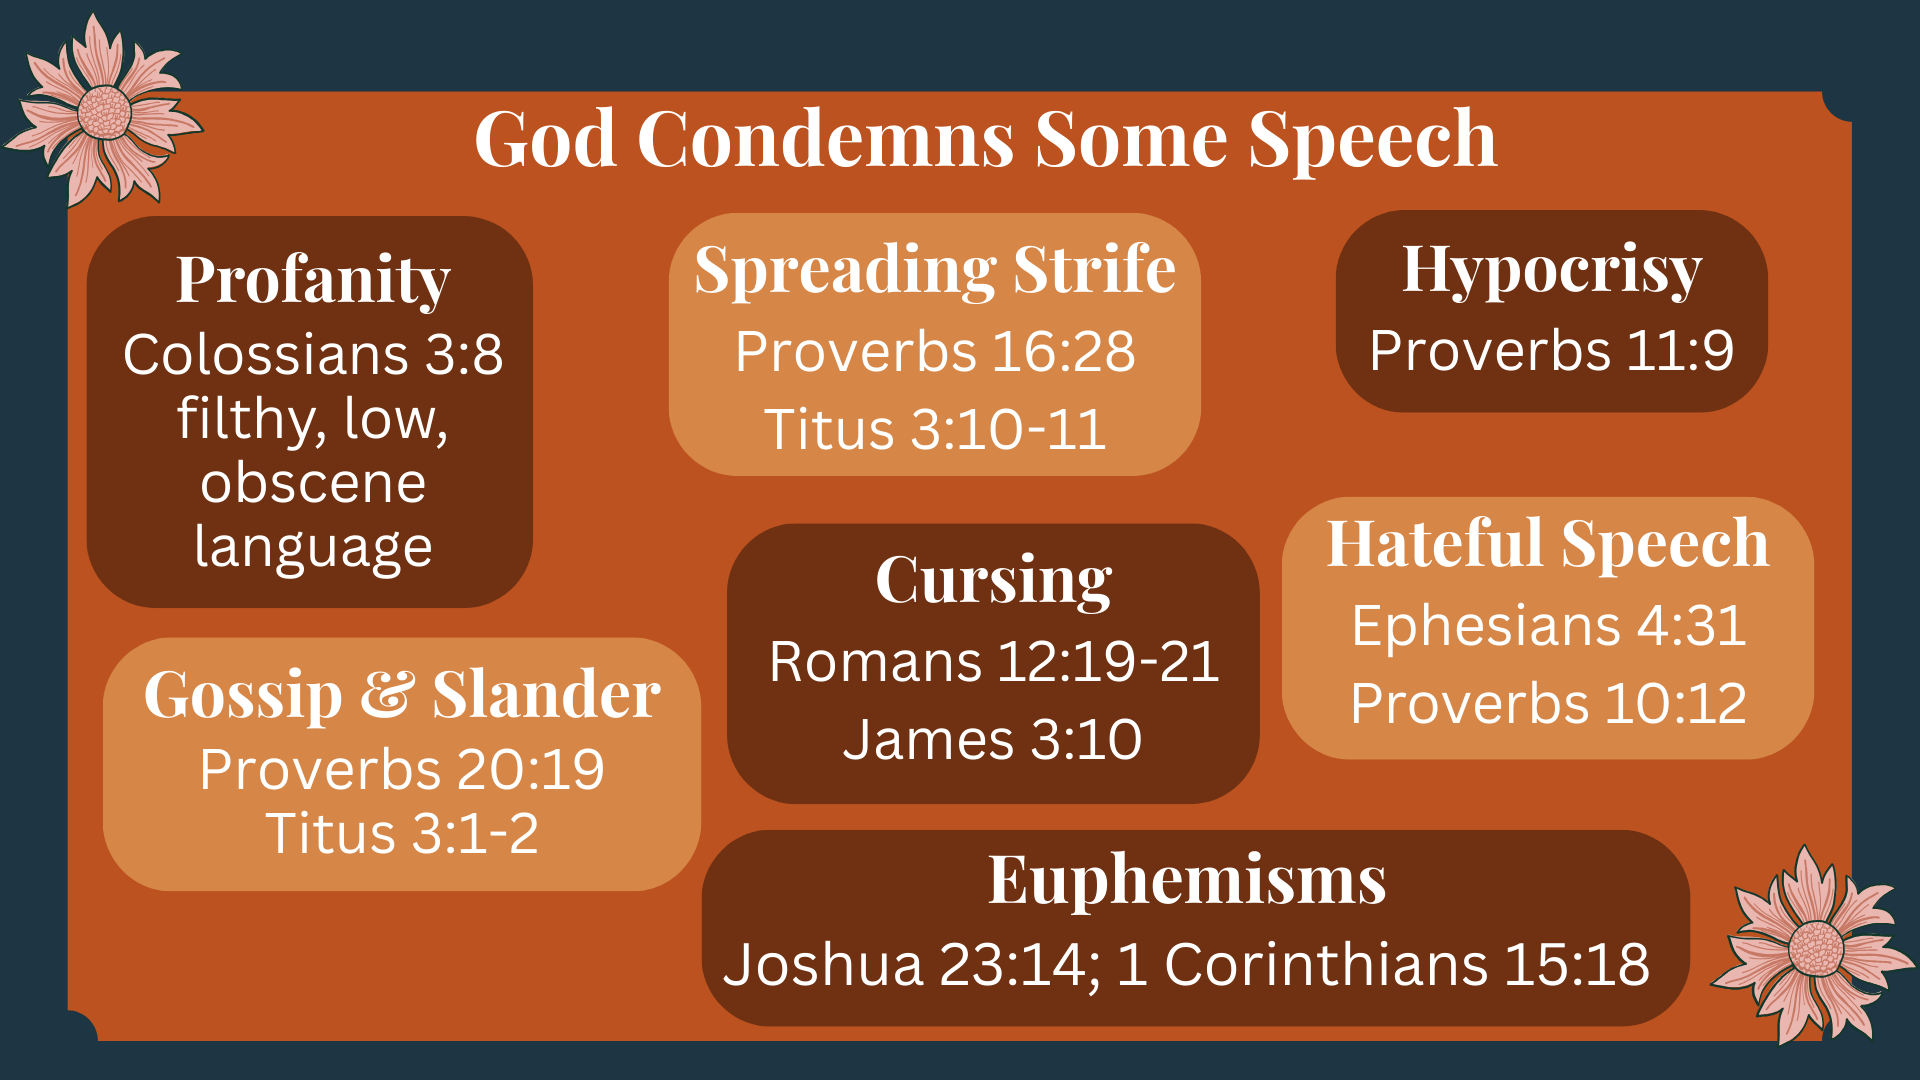 God Condemns Some Speech
Profanity
Colossians 3:8
filthy, low,
obscene
language
Spreading Strife
Proverbs 16:28
Titus 3:10-11
Hypocrisy
Proverbs 11:9
Gossip & Slander
Proverbs 20:19
Titus 3:1-2
Cursing
Romans 12:19-21
James 3:10
Hateful Speech
Ephesians 4:31
Proverbs 10:12
Euphemisms
Joshua 23:14; 1 Corinthians 15:18